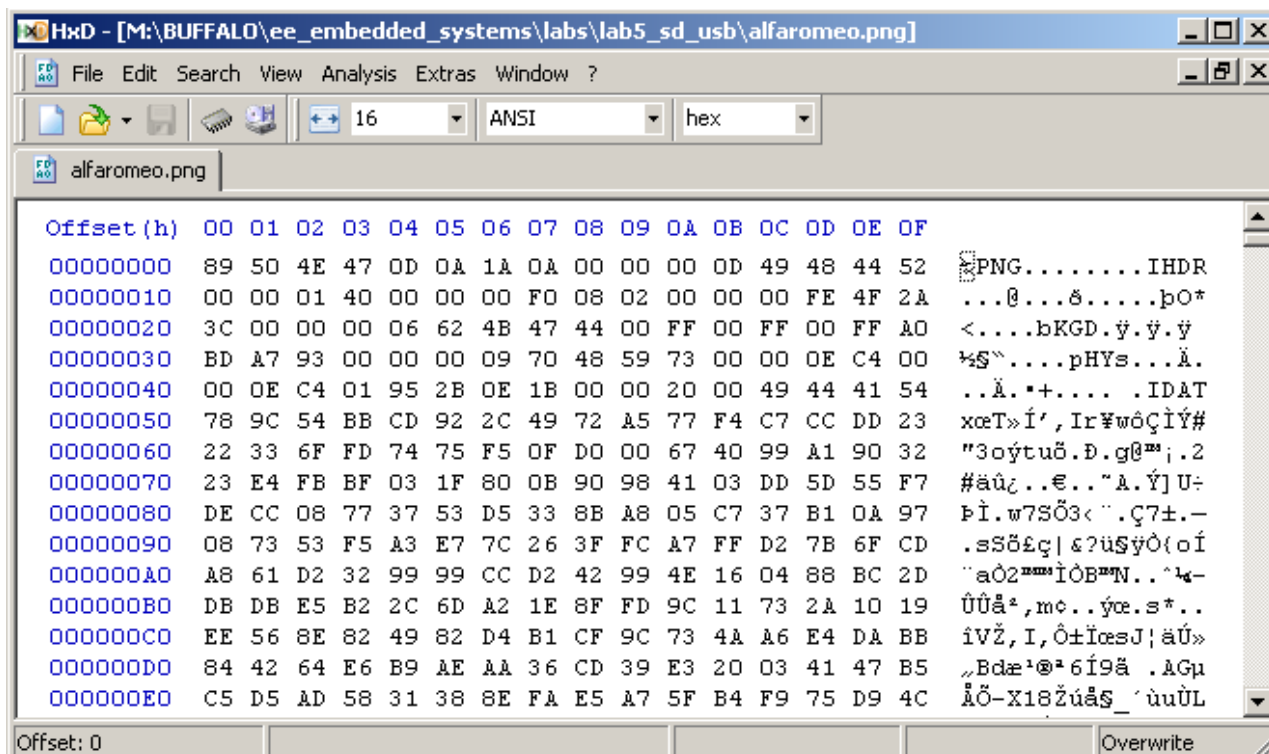 HxD - [M:\BUFFALO\ee_embedded_systems\labs\lab5_sd_usb\alfaromeo.png]
File Edit Search View Analysis Extras Window ?
16 ANSI hex
alfaromeo.png
Offset(h) 00 01 02 03 04 05 06 07 08 09 0A 0B 0C 0D 0E 0F
00000000 89 50 4E 47 0D 0A 1A 0A 00 00 00 0D 49 48 44 52 ‰PNG........IHDR
00000010 00 00 01 40 00 00 00 F0 08 02 00 00 00 FE 4F 2A ...@...ð.....þO*
00000020 3C 00 00 00 06 62 4B 47 44 00 FF 00 FF 00 FF A0 <....bKGD.ÿ.ÿ.ÿ
00000030 BD A7 93 00 00 00 09 70 48 59 73 00 00 0E C4 00 ½§“....pHYs...Ä.
00000040 00 0E C4 01 95 2B 0E 1B 00 00 20 00 49 44 41 54 ..Ä.•+.... .IDAT
00000050 78 9C 54 BB CD 92 2C 49 72 A5 77 F4 C7 CC DD 23 xœT»Í’,Ir¥wôÇÌÝ#
00000060 22 33 6F FD 74 75 F5 0F D0 00 67 40 99 A1 90 32 "3oýtuõ.Ð.g@™¡.2
00000070 23 E4 FB BF 03 1F 80 0B 90 98 41 03 DD 5D 55 F7 #äû¿..€..˜A.Ý]U÷
00000080 DE CC 08 77 37 53 D5 33 8B A8 05 C7 37 B1 0A 97 ÞÌ.w7SÕ3‹¨.Ç7±.—
00000090 08 73 53 F5 A3 E7 7C 26 3F FC A7 FF D2 7B 6F CD .sSõ£ç|&?ü§ÿÒ{oÍ
000000A0 A8 61 D2 32 99 99 CC D2 42 99 4E 16 04 88 BC 2D ¨aÒ2™™ÌÒB™N..ˆ¼-
000000B0 DB DB E5 B2 2C 6D A2 1E 8F FD 9C 11 73 2A 10 19 ÛÛå²,m¢..ýœ.s*..
000000C0 EE 56 8E 82 49 82 D4 B1 CF 9C 73 4A A6 E4 DA BB îVŽ‚I‚Ô±ÏœsJ¦äÚ»
000000D0 84 42 64 E6 B9 AE AA 36 CD 39 E3 20 03 41 47 B5 „Bdæ¹®ª6Í9ã .AGµ
000000E0 C5 D5 AD 58 31 38 8E FA E5 A7 5F B4 F9 75 D9 4C ÅÕ-X18Žúå§_´ùuÙL
Offset: 0 Overwrite